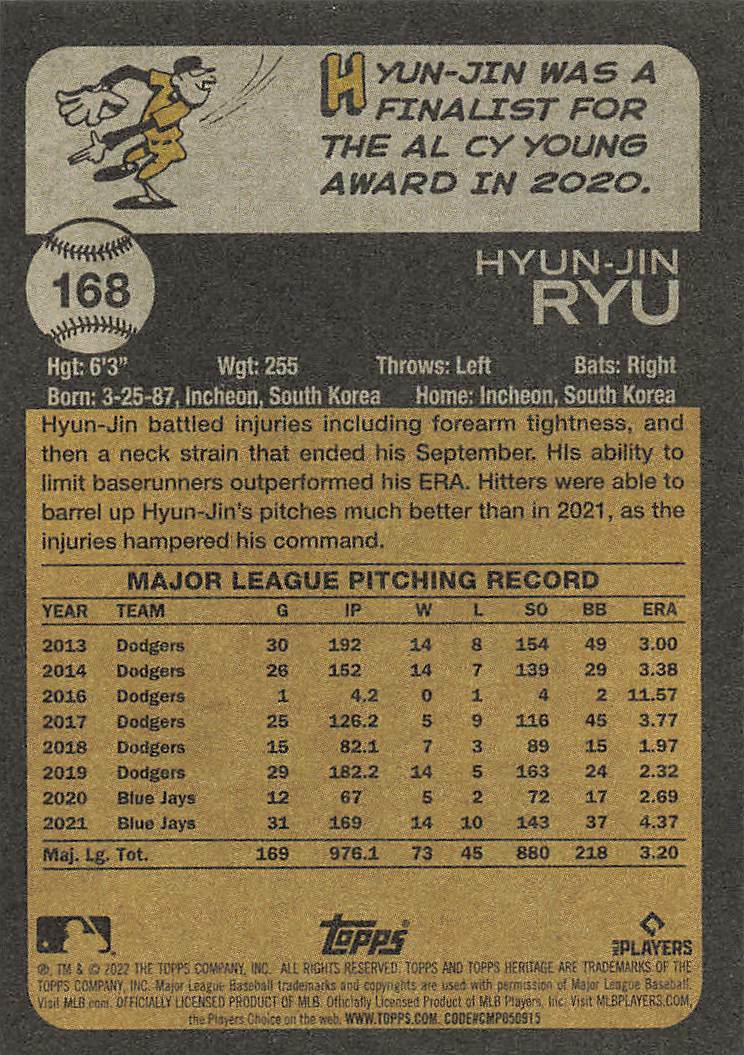 HYUN-JIN WAS A
FINALIST FOR
THE AL CY YOUNG
AWARD IN 2020.
168
HYUN-JIN
RYU
Hgt: 6'3" Wgt: 255 Throws: Left Bats: Right
Born: 3-25-87, Incheon, South Korea Home: Incheon, South Korea
Hyun-Jin battled injuries including forearm tightness, and
then a neck strain that ended his September. HIs ability to
limit baserunners outperformed his ERA. Hitters were able to
barrel up Hyun-Jin's pitches much better than in 2021, as the
injuries hampered his command.
MAJOR LEAGUE PITCHING RECORD
YEAR TEAM G IP W L SO BB ERA
2013 Dodgers 30 192 14 8 154 49 3.00
2014 Dodgers 26 152 14 7 139 29 3.38
2016 Dodgers 1 4.2 0 1 4 2 11.57
2017 Dodgers 25 126.2 5 9 116 45 3.77
2018 Dodgers 15 82.1 7 3 89 15 1.97
2019 Dodgers 29 182.2 14 5 163 24 2.32
2020 Blue Jays 12 67 5 2 72 17 2.69
2021 Blue Jays 31 169 14 10 143 37 4.37
Maj. Lg. Tot. 169 976.1 73 45 880 218 3.20
Topps®
MLB PLAYERS
®, TM & © 2022 THE TOPPS COMPANY, INC. ALL RIGHTS RESERVED. TOPPS AND TOPPS HERITAGE ARE TRADEMARKS OF THE
TOPPS COMPANY, INC. Major League Baseball trademarks and copyrights are used with permission of Major League Baseball.
Visit MLB.com. OFFICIALLY LICENSED PRODUCT OF MLB. Officially Licensed Product of MLB Players, Inc. Visit MLBPLAYERS.COM,
the Players Choice on the web. WWW.TOPPS.COM. CODE#CMP050915